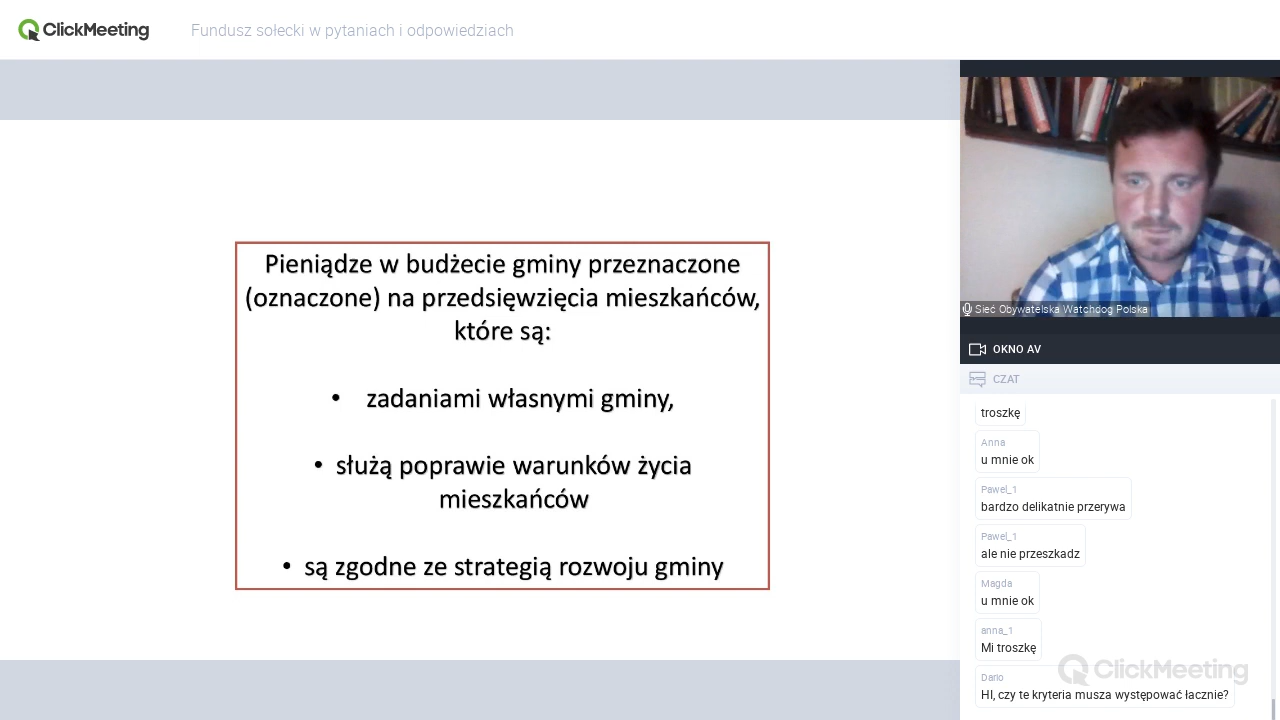 ClickMeeting
Fundusz sołecki w pytaniach i odpowiedziach
Pieniądze w budżecie gminy przeznaczone
(oznaczone) na przedsięwzięcia mieszkańców,
które są:
• zadaniami własnymi gminy,
• służą poprawie warunków życia
mieszkańców
• są zgodne ze strategią rozwoju gminy
Sieć Obywatelska Watchdog Polska
OKNO AV
CZAT
troszkę
Anna
u mnie ok
Pawel_1
bardzo delikatnie przerywa
Pawel_1
ale nie przeszkadz
Magda
u mnie ok
anna_1
Mi troszkę
Dario
HI, czy te kryteria musza występować łacznie?
ClickMeeting